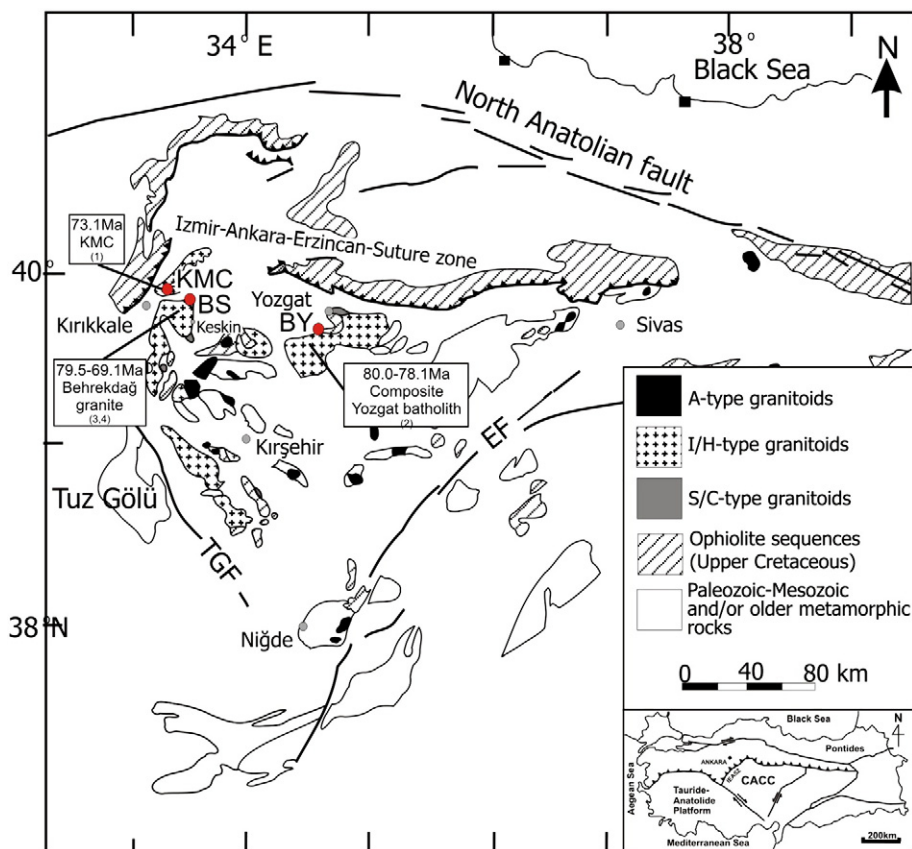 34° E
38°
Black Sea
N
North Anatolian fault
73.1Ma
KMC
(1)
Izmir-Ankara-Erzincan-Suture zone
40°
KMC
BS
Yozgat
BY
Kırıkkale
Keskin
Sivas
79.5-69.1Ma
Behrekdağ
granite
(3,4)
80.0-78.1Ma
Composite
Yozgat batholith
(2)
EF
Kırşehir
Tuz Gölü
TGF
38°N
Niğde
A-type granitoids
I/H-type granitoids
S/C-type granitoids
Ophiolite sequences
(Upper Cretaceous)
Paleozoic-Mesozoic
and/or older metamorphic
rocks
0 40 80 km
Black Sea
N
Pontides
ANKARA
IEASZ
CACC
Aegean Sea
Tauride-
Anatolide
Platform
Mediterranean Sea
200km